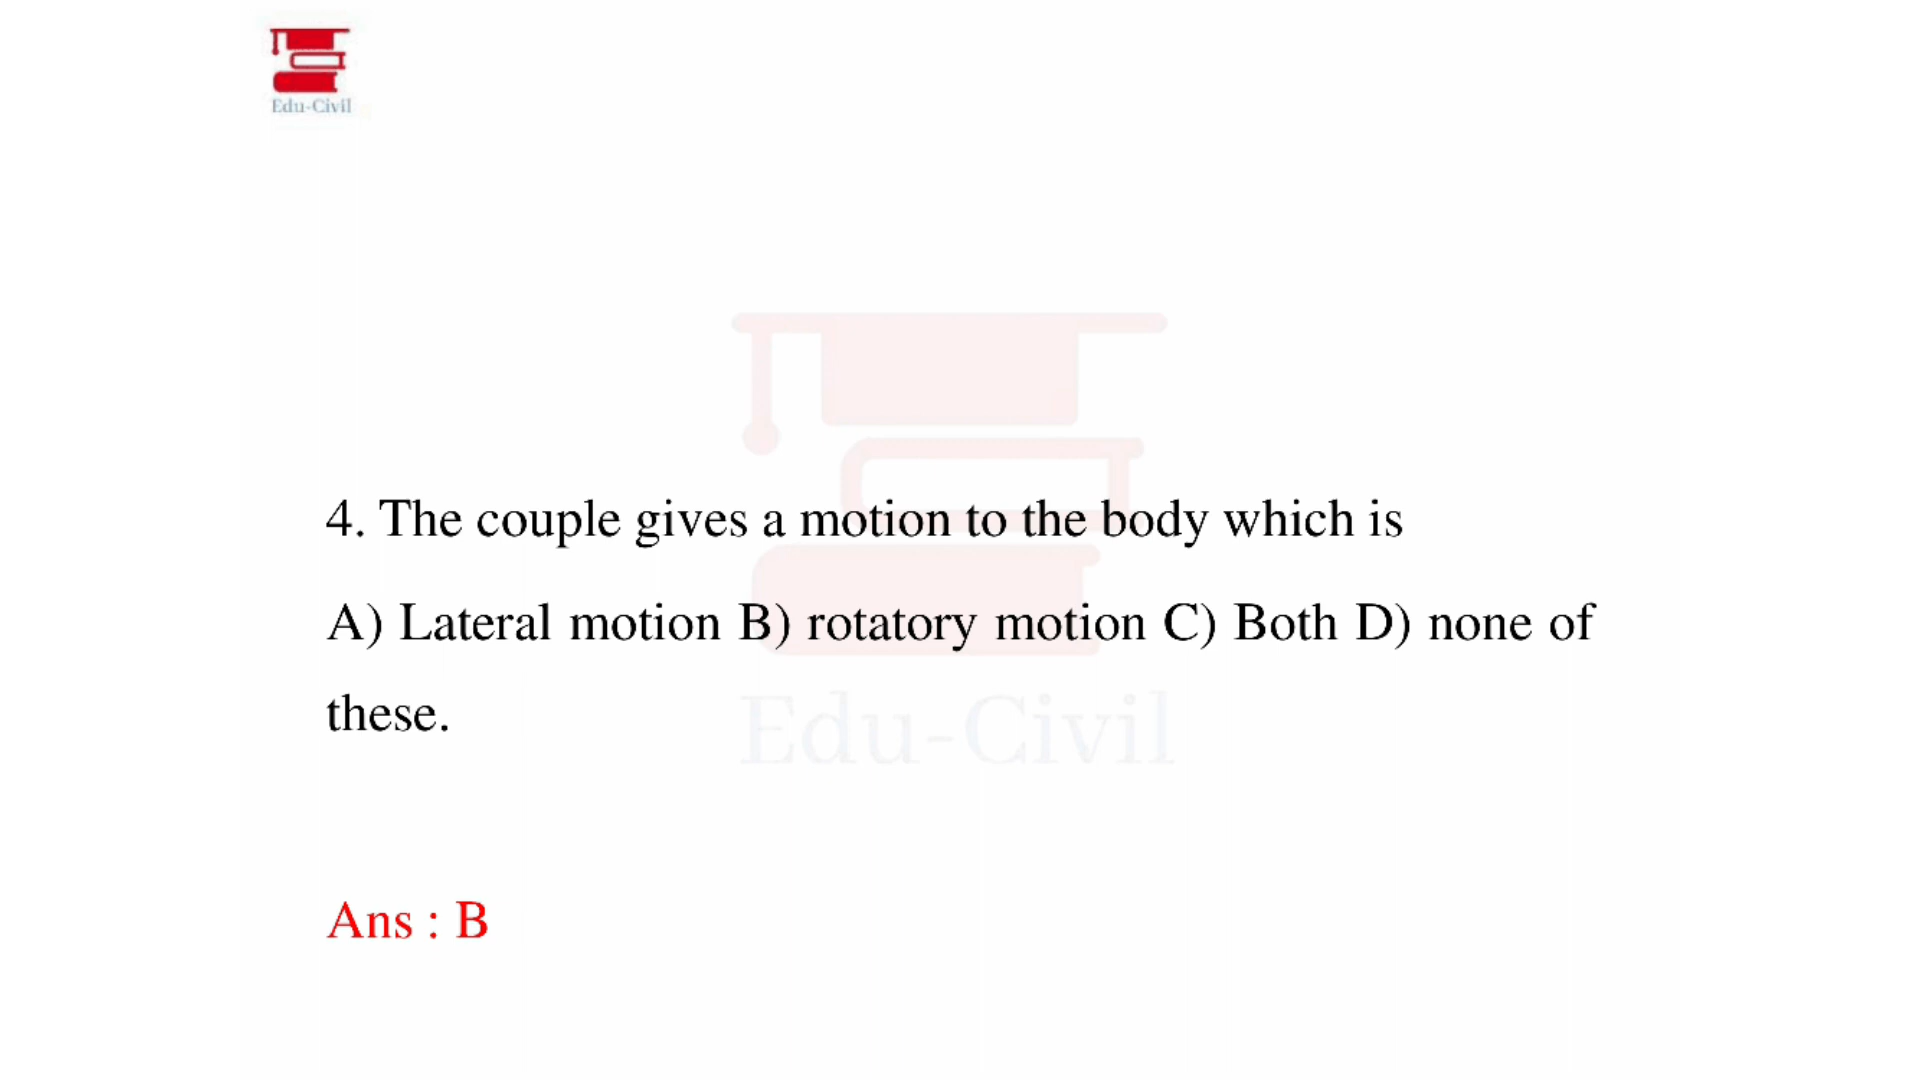 Edu-Civil
4. The couple gives a motion to the body which is
A) Lateral motion B) rotatory motion C) Both D) none of
these.
Edu-Civil
Ans : B